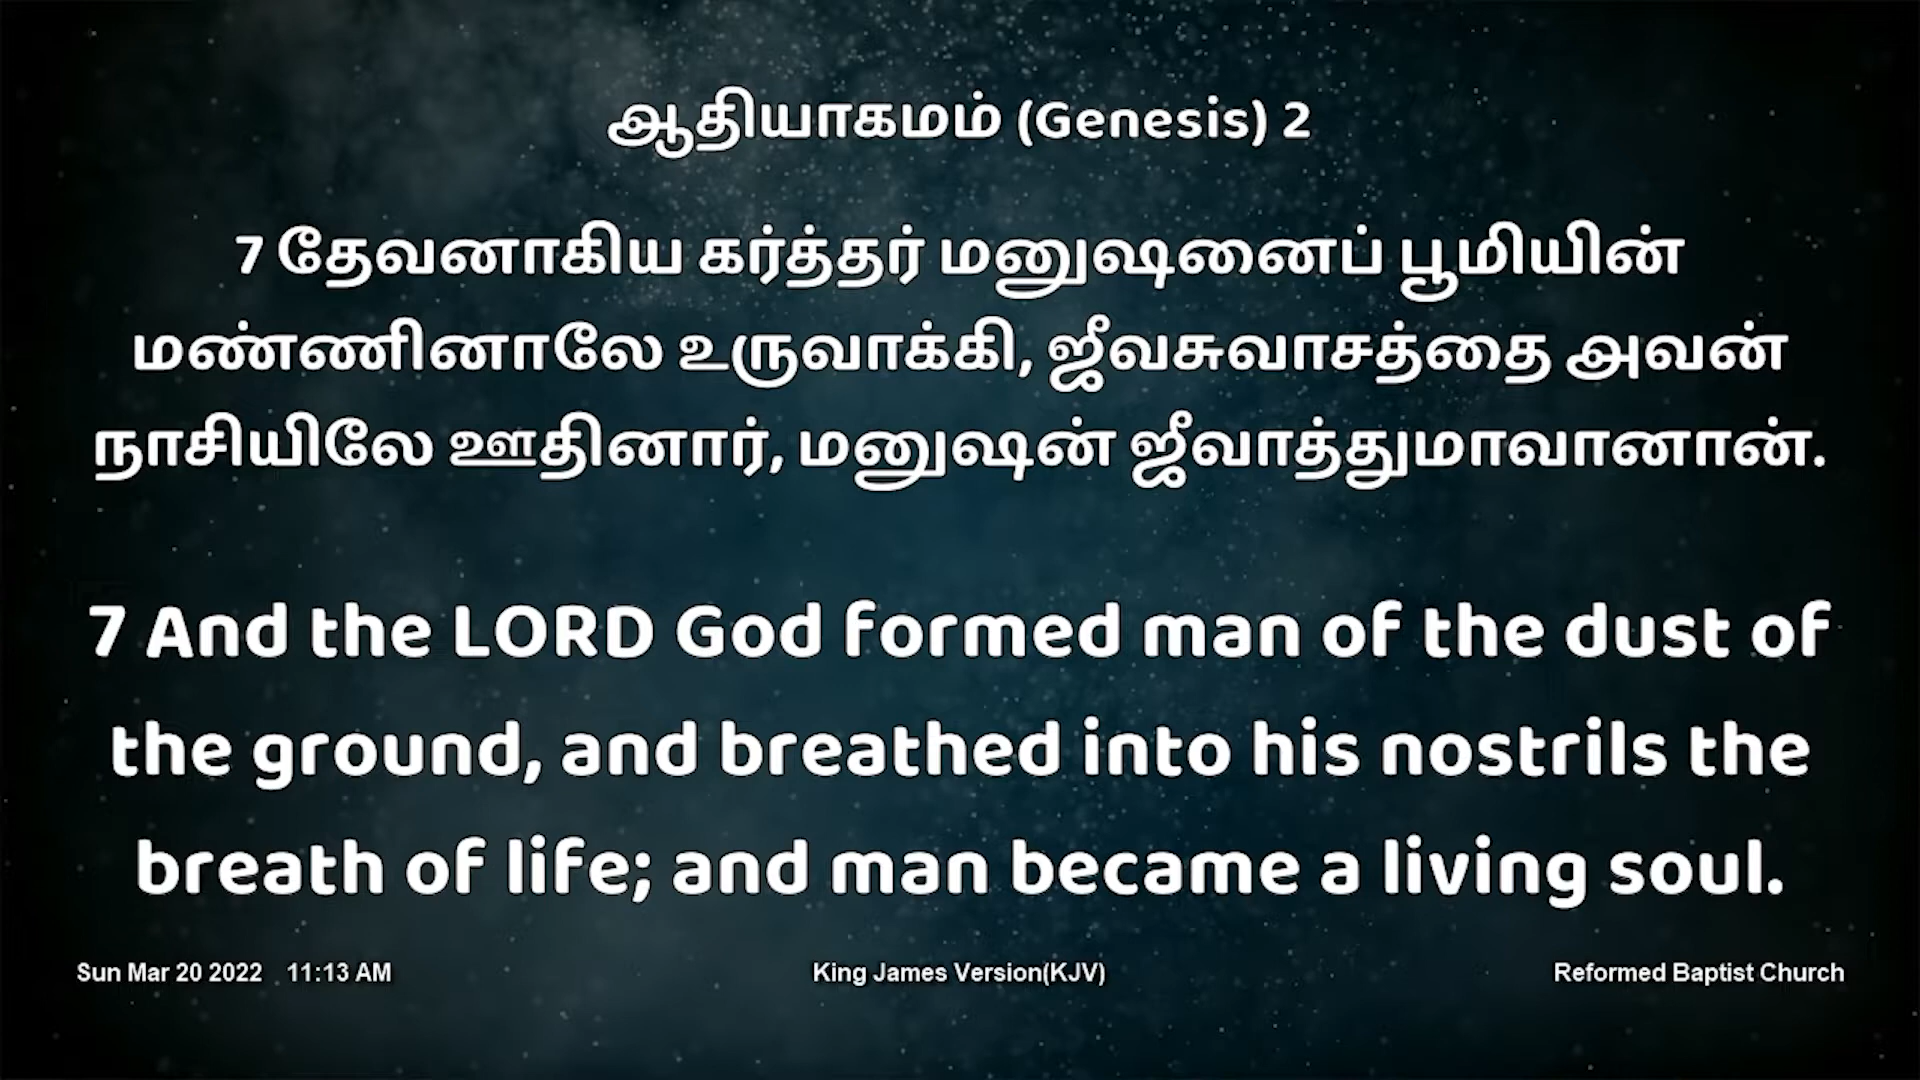 ஆதியாகமம் (Genesis) 2
7 தேவனாகிய கர்த்தர் மனுஷனைப் பூமியின்
மண்ணினாலே உருவாக்கி, ஜீவசுவாசத்தை அவன்
நாசியிலே ஊதினார், மனுஷன் ஜீவாத்துமாவானான்.
7 And the LORD God formed man of the dust of
the ground, and breathed into his nostrils the
breath of life; and man became a living soul.
Sun Mar 20 2022 11:13 AM King James Version(KJV) Reformed Baptist Church